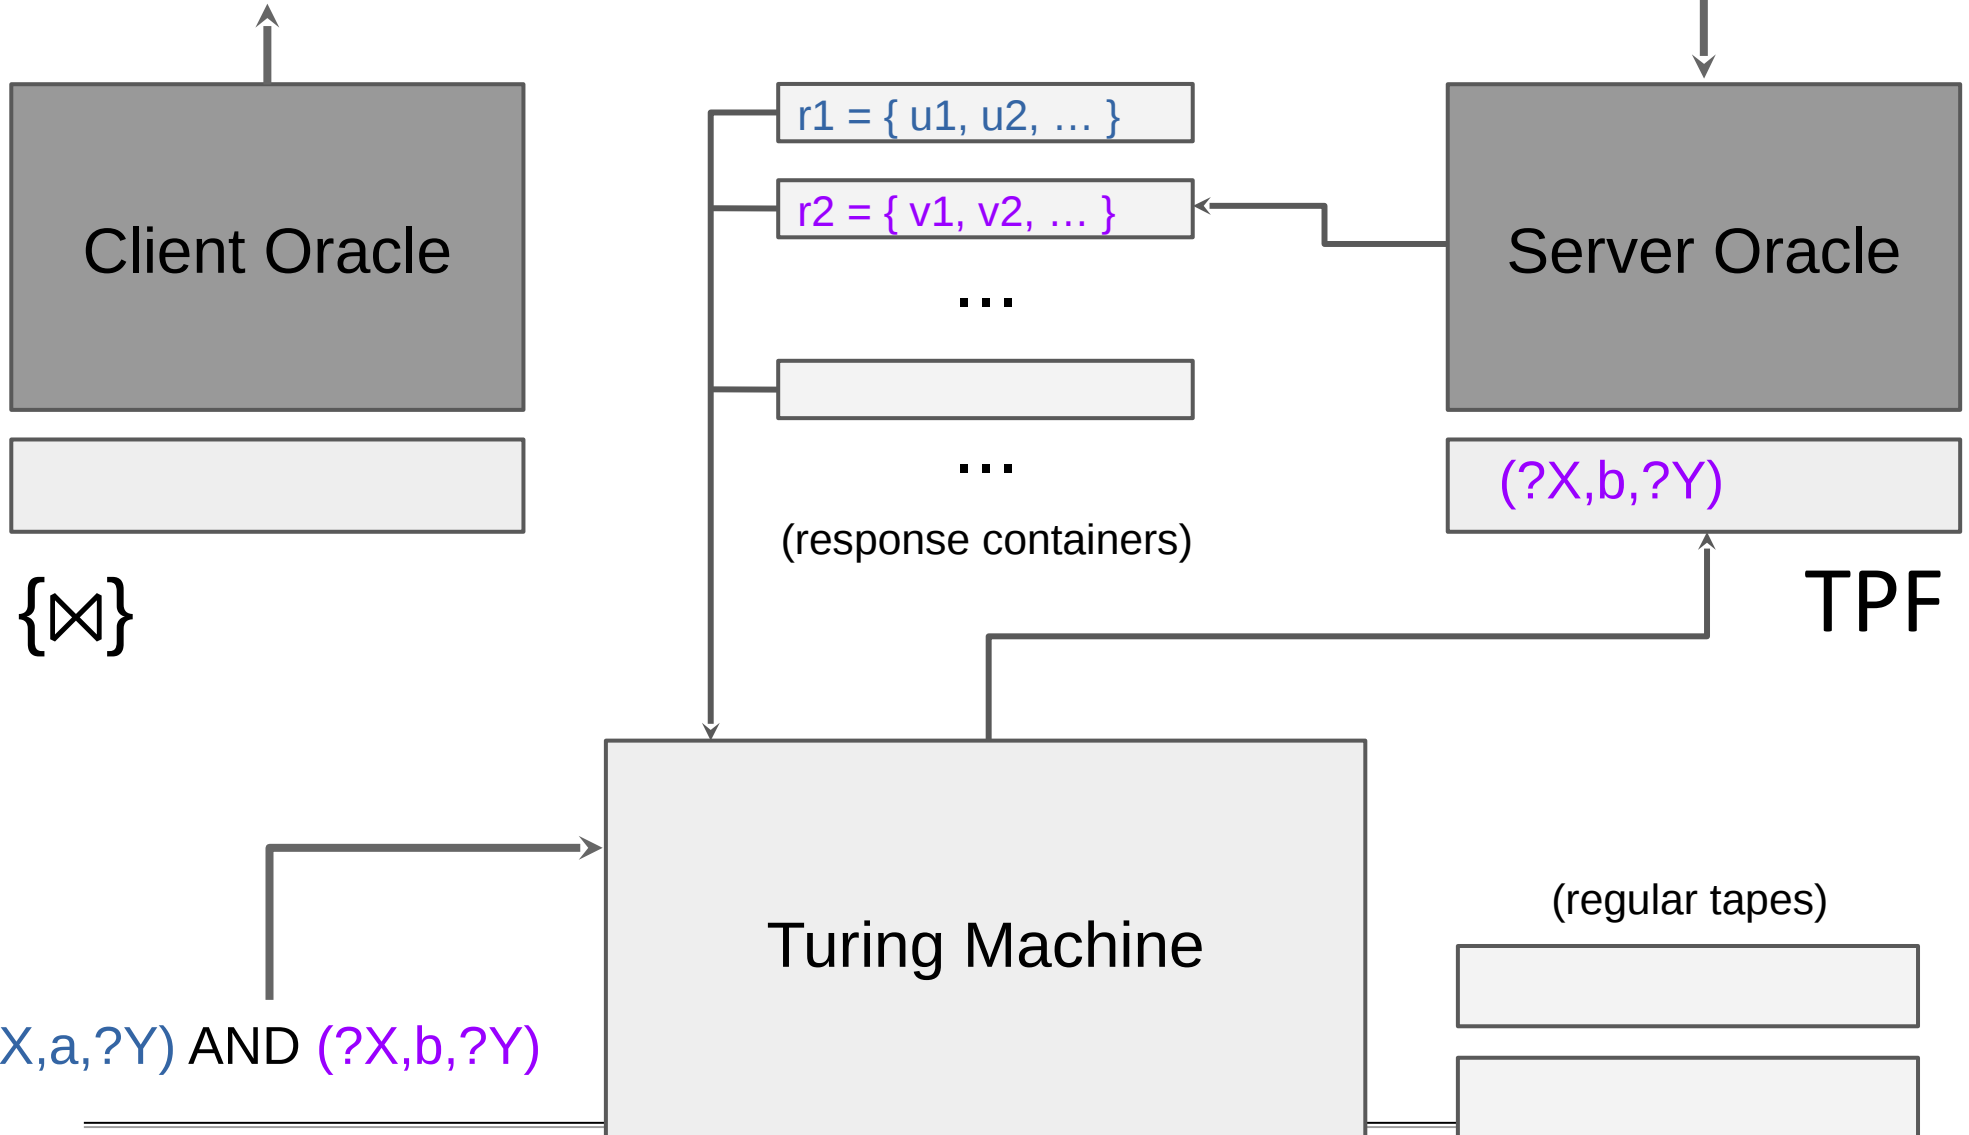 r1 = { u1, u2, … }
r2 = { v1, v2, … }
Client Oracle
Server Oracle
...
...
(?X,b,?Y)
(response containers)
{⋈}
TPF
(regular tapes)
Turing Machine
X,a,?Y) AND (?X,b,?Y)